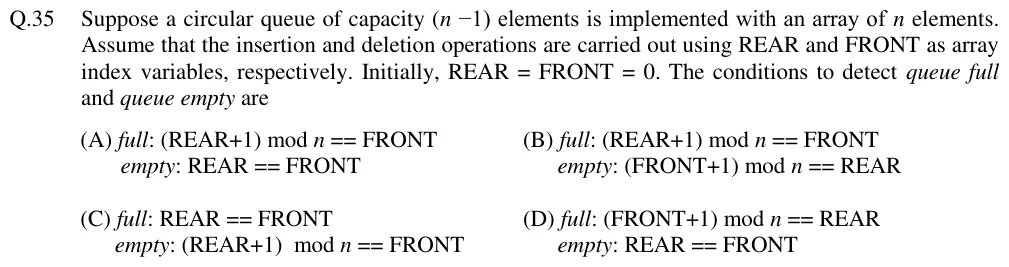 Q.35 Suppose a circular queue of capacity (n −1) elements is implemented with an array of n elements.
Assume that the insertion and deletion operations are carried out using REAR and FRONT as array
index variables, respectively. Initially, REAR = FRONT = 0. The conditions to detect queue full
and queue empty are
(A) full: (REAR+1) mod n == FRONT
empty: REAR == FRONT
(B) full: (REAR+1) mod n == FRONT
empty: (FRONT+1) mod n == REAR
(C) full: REAR == FRONT
empty: (REAR+1) mod n == FRONT
(D) full: (FRONT+1) mod n == REAR
empty: REAR == FRONT